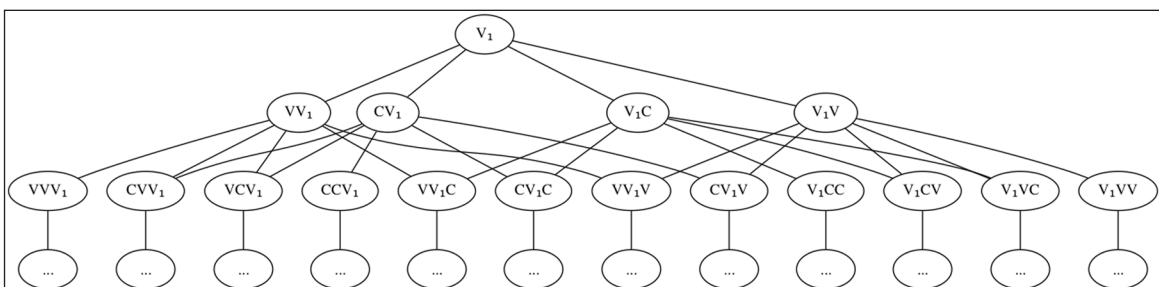 V₁
VV₁ CV₁ V₁C V₁V
VVV₁ CVV₁ VCV₁ CCV₁ VV₁C CV₁C VV₁V CV₁V V₁CC V₁CV V₁VC V₁VV
... ... ... ... ... ... ... ... ... ... ... ...